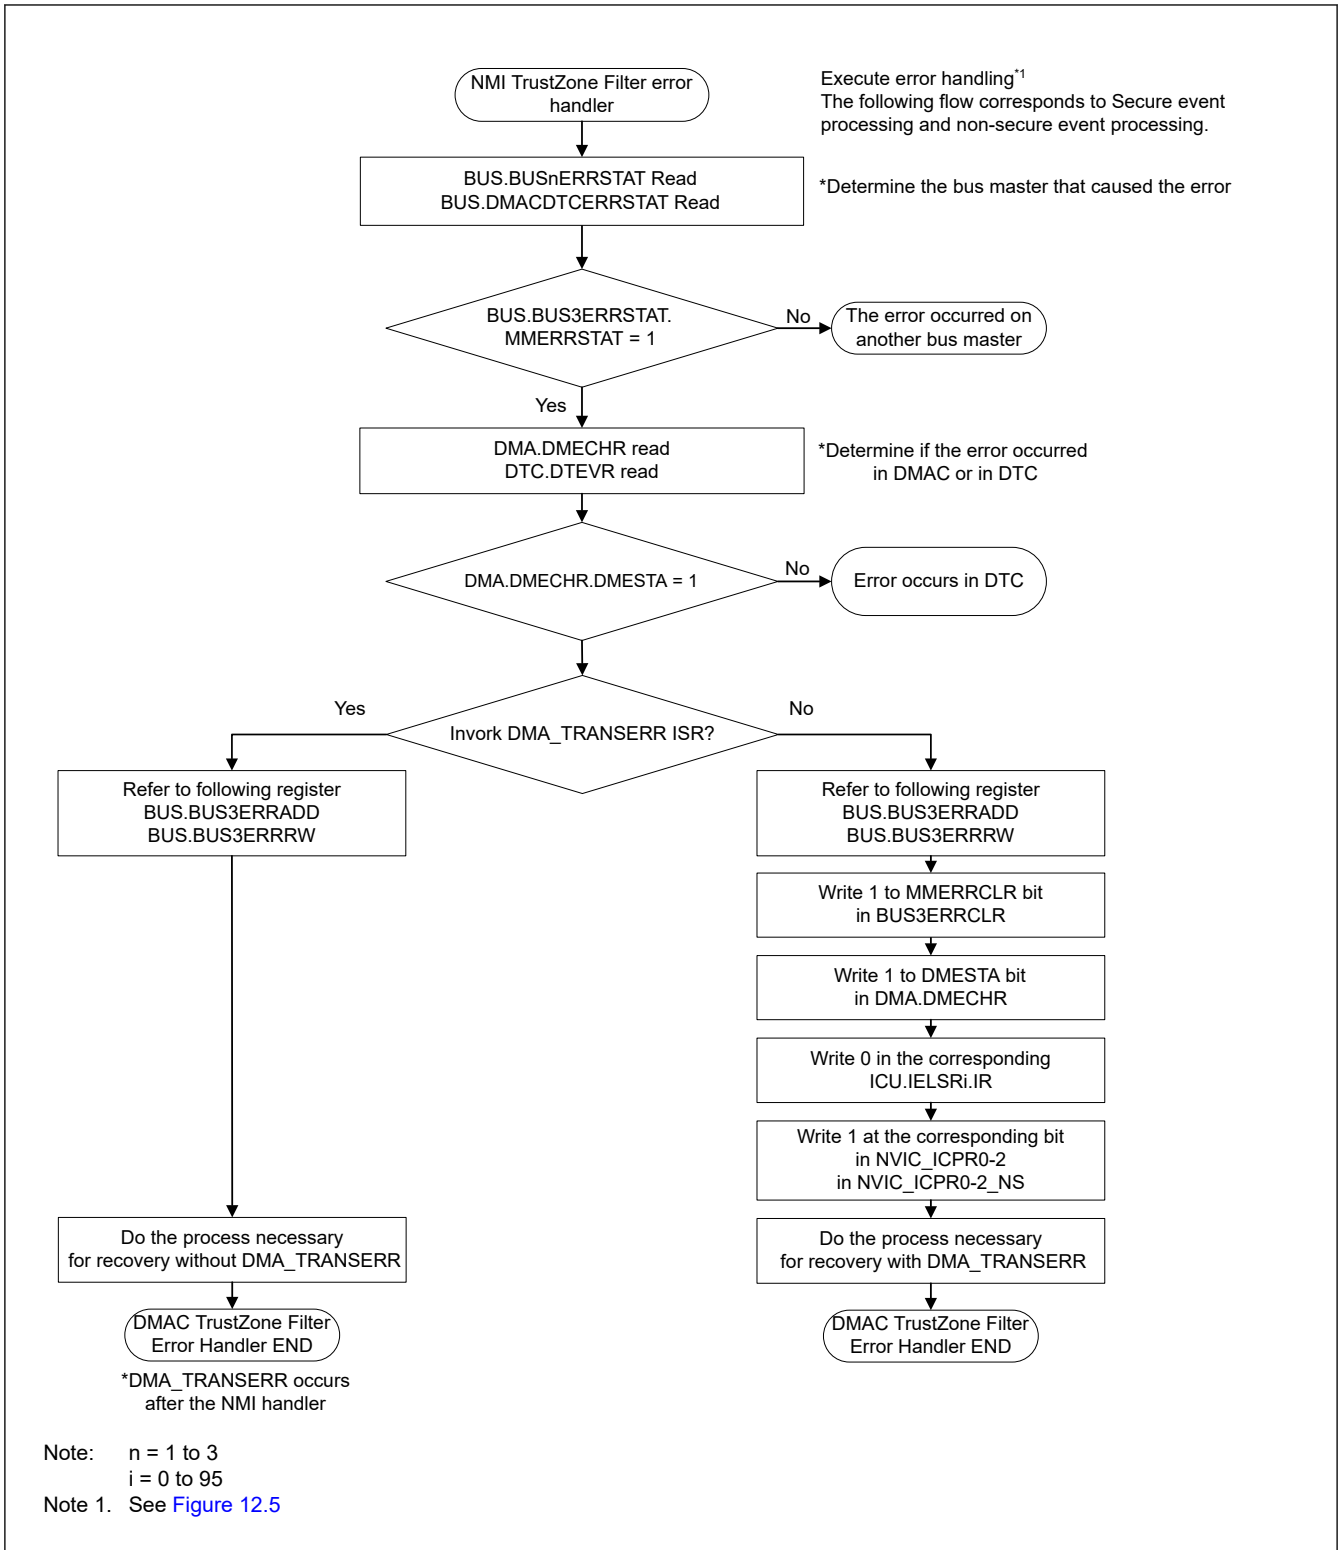 NMI TrustZone Filter error
handler
Execute error handling*1
The following flow corresponds to Secure event
processing and non-secure event processing.
BUS.BUSnERRSTAT Read
BUS.DMACDTCERRSTAT Read
*Determine the bus master that caused the error
BUS.BUS3ERRSTAT.
MMERRSTAT = 1
No
The error occurred on
another bus master
Yes
DMA.DMECHR read
DTC.DTEVR read
*Determine if the error occurred
in DMAC or in DTC
DMA.DMECHR.DMESTA = 1
No
Error occurs in DTC
Invork DMA_TRANSERR ISR?
Yes
No
Refer to following register
BUS.BUS3ERRADD
BUS.BUS3ERRRW
Refer to following register
BUS.BUS3ERRADD
BUS.BUS3ERRRW
Write 1 to MMERRCLR bit
in BUS3ERRCLR
Write 1 to DMESTA bit
in DMA.DMECHR
Write 0 in the corresponding
ICU.IELSRi.IR
Write 1 at the corresponding bit
in NVIC_ICPR0-2
in NVIC_ICPR0-2_NS
Do the process necessary
for recovery without DMA_TRANSERR
Do the process necessary
for recovery with DMA_TRANSERR
DMAC TrustZone Filter
Error Handler END
DMAC TrustZone Filter
Error Handler END
*DMA_TRANSERR occurs
after the NMI handler
Note: n = 1 to 3
i = 0 to 95
Note 1. See Figure 12.5